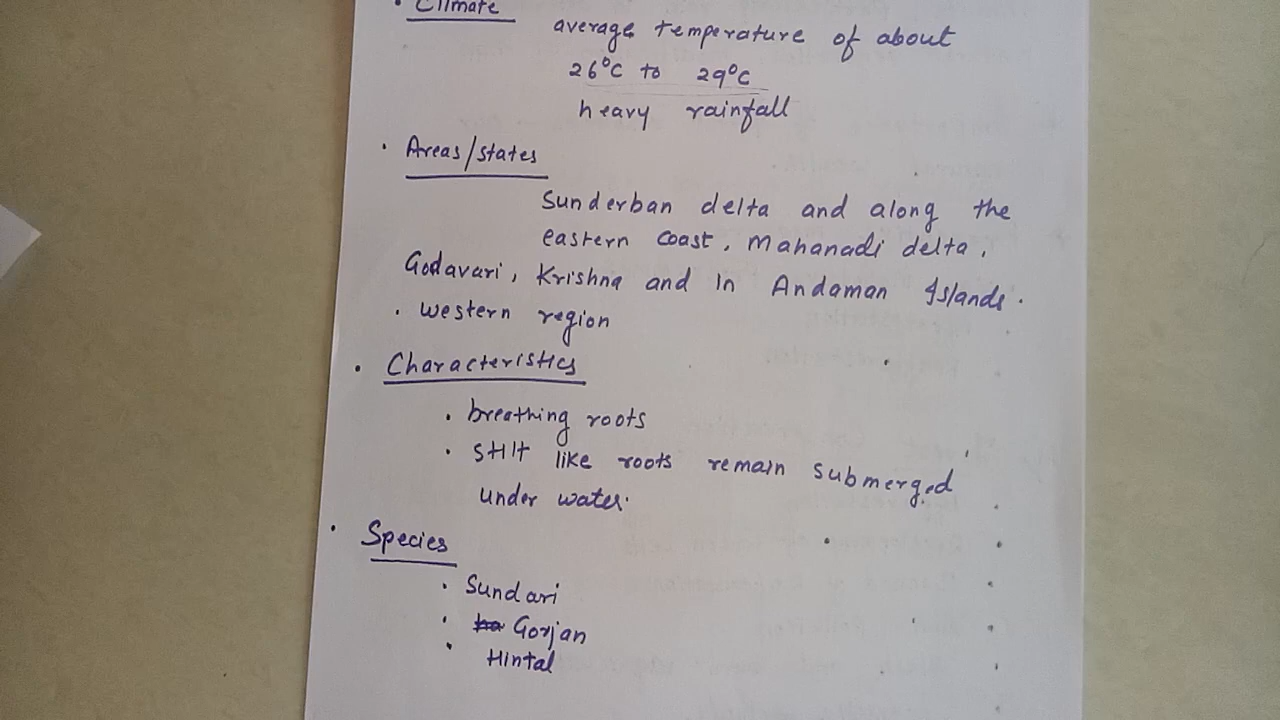 • Climate
average temperature of about
26°C to 29°C
heavy rainfall
• Areas/states
Sunderban delta and along the
eastern coast, Mahanadi delta,
Godavari, Krishna and in Andaman Islands.
• western region
• Characteristics
• breathing roots
• stilt like roots remain submerged
under water.
• Species
• Sundari
• Gorjan
• Hintal